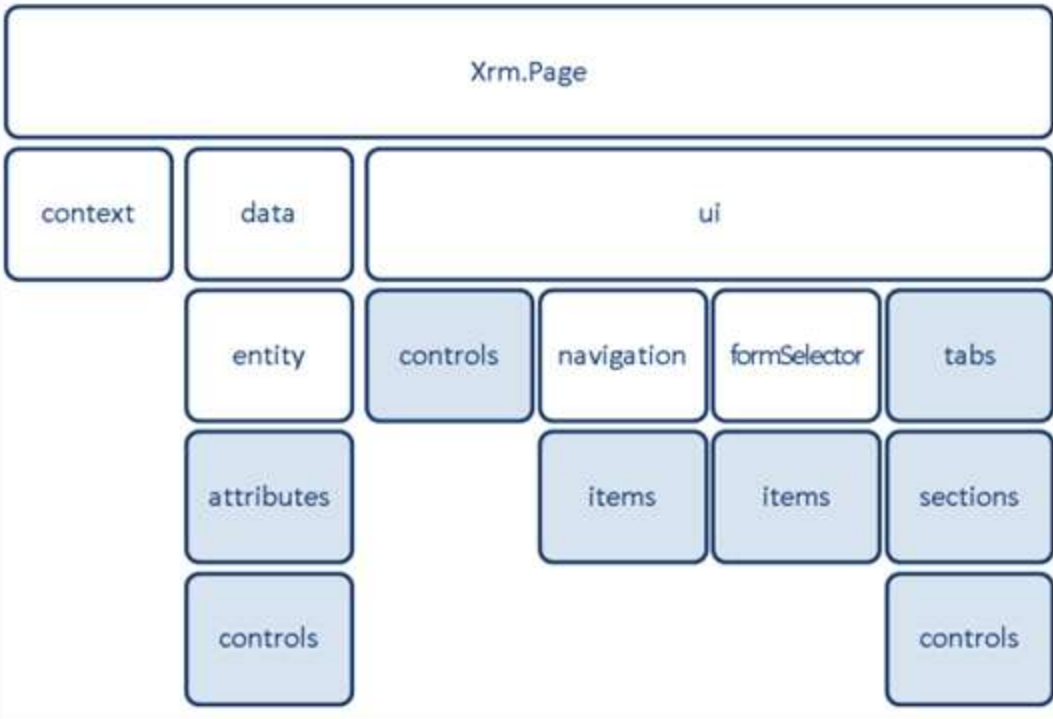 Xrm.Page
context
data
ui
entity
controls
navigation
formSelector
tabs
attributes
items
items
sections
controls
controls